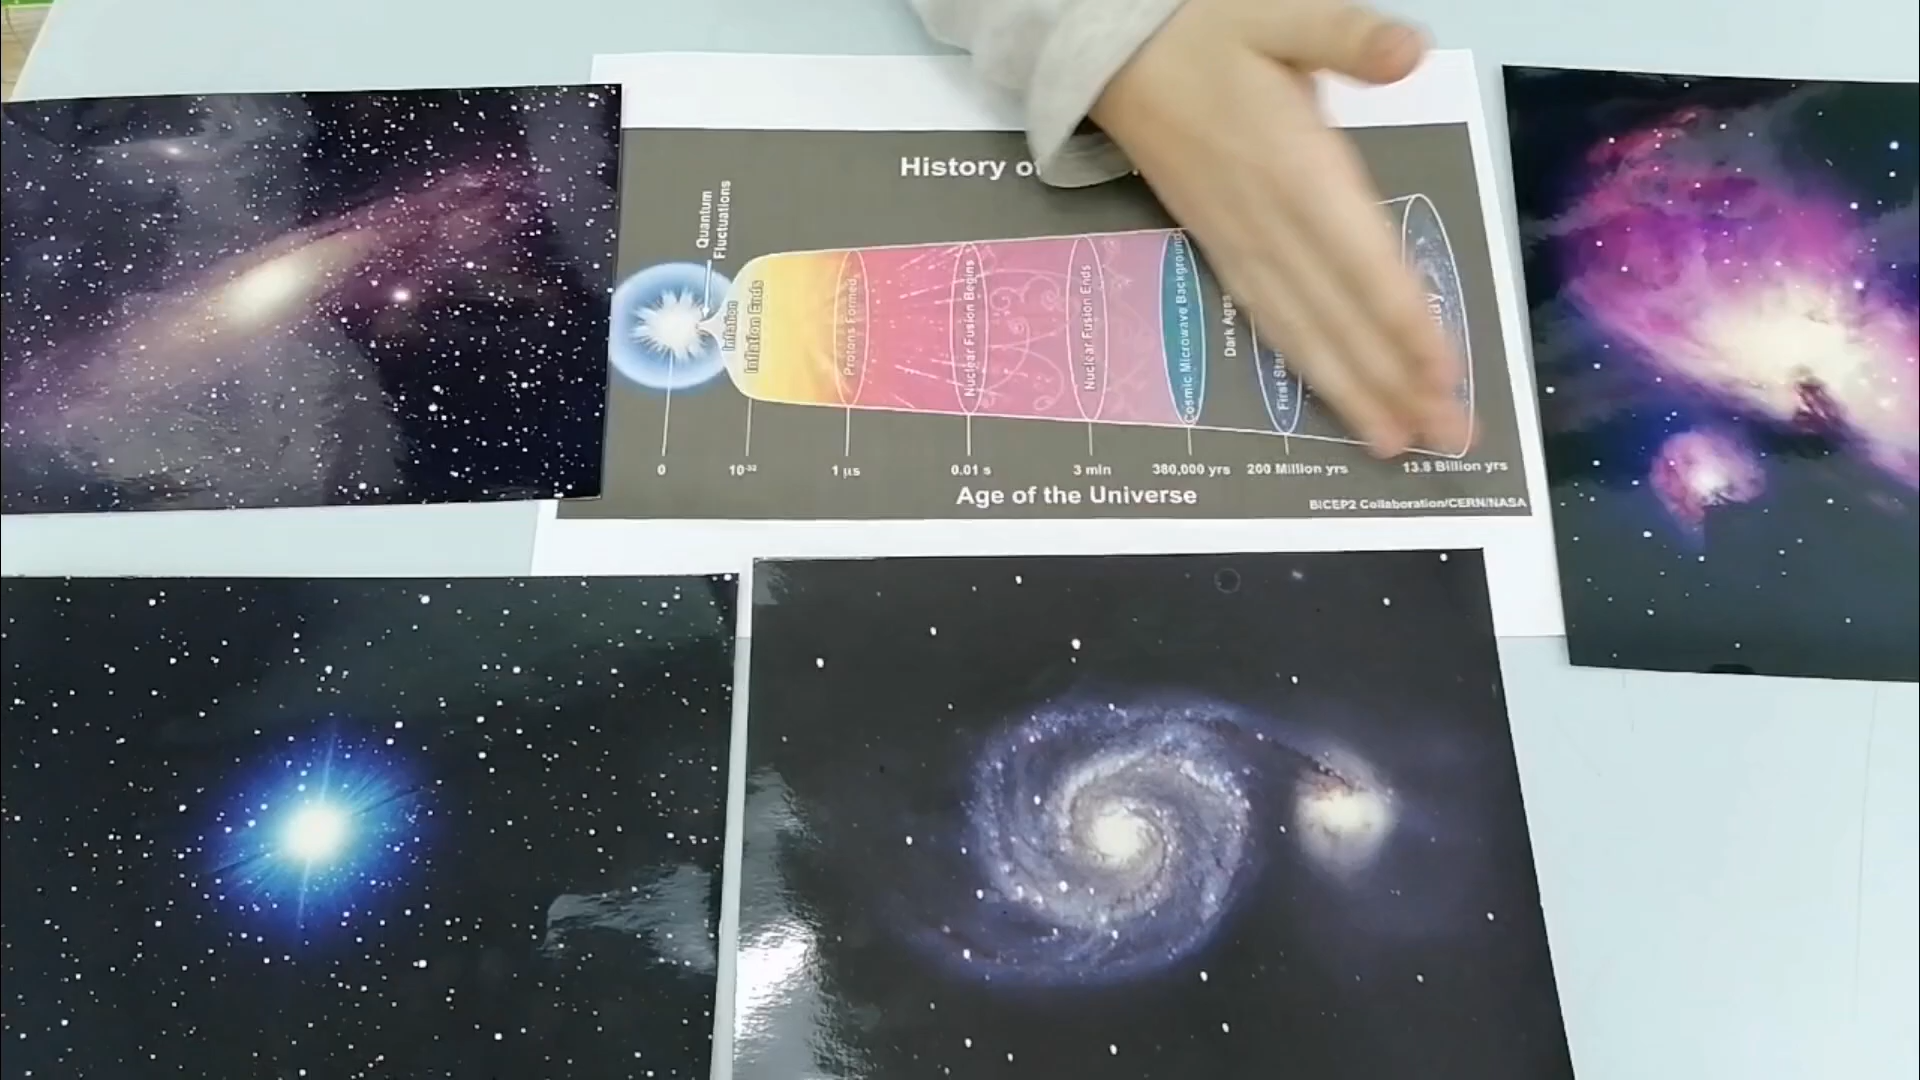 History of
Quantum
Fluctuations
Inflation
Inflation Ends
Protons Formed
Nuclear Fusion Begins
Nuclear Fusion Ends
Cosmic Microwave Background
Dark Ages
First Star
0
10-32
1 µs
0.01 s
3 min
380,000 yrs
200 Million yrs
13.8 Billion yrs
Age of the Universe
BICEP2 Collaboration/CERN/NASA